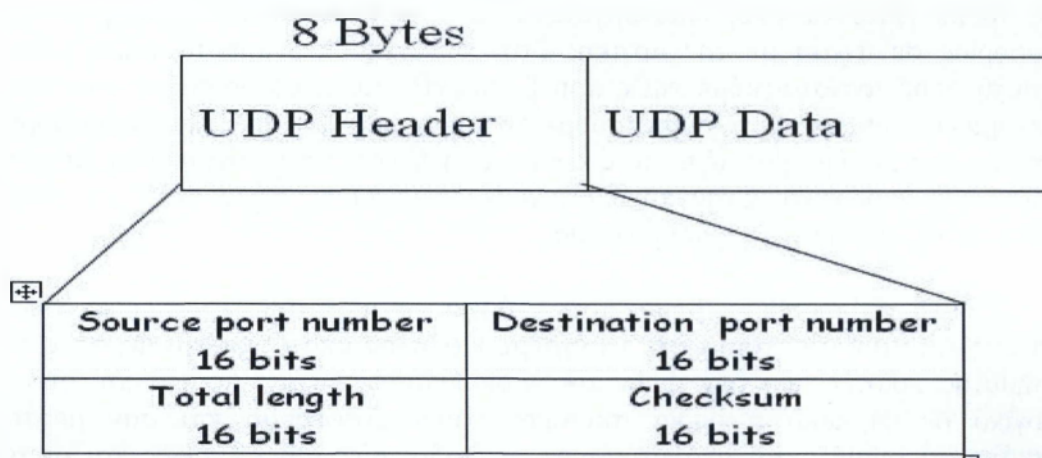 8 Bytes
UDP Header UDP Data
Source port number Destination port number
16 bits 16 bits
Total length Checksum
16 bits 16 bits